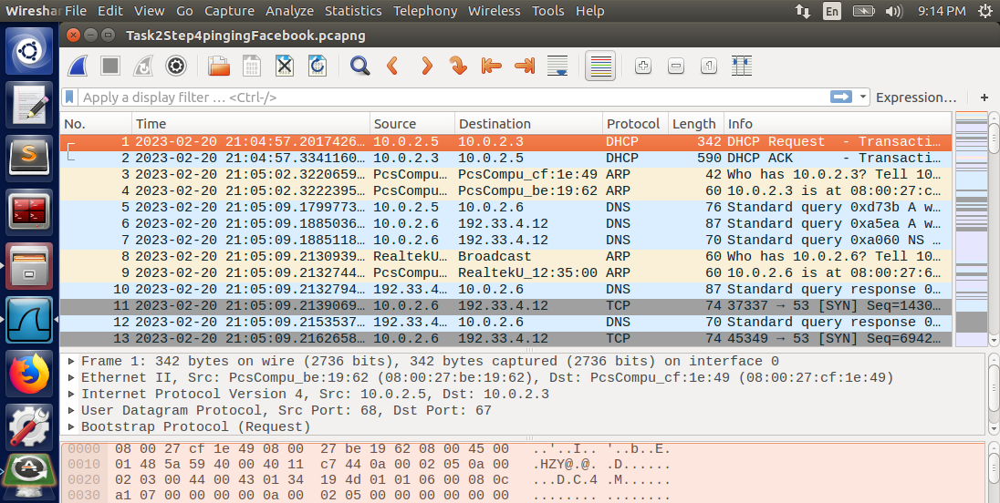 Wireshar File Edit View Go Capture Analyze Statistics Telephony Wireless Tools Help En 9:14 PM
Task2Step4pingingFacebook.pcapng
Apply a display filter … <Ctrl-/> Expression… +
No. Time Source Destination Protocol Length Info
1 2023-02-20 21:04:57.2017426… 10.0.2.5 10.0.2.3 DHCP 342 DHCP Request - Transacti…
2 2023-02-20 21:04:57.3341160… 10.0.2.3 10.0.2.5 DHCP 590 DHCP ACK - Transacti…
3 2023-02-20 21:05:02.3220659… PcsCompu… PcsCompu_cf:1e:49 ARP 42 Who has 10.0.2.3? Tell 10…
4 2023-02-20 21:05:02.3222395… PcsCompu… PcsCompu_be:19:62 ARP 60 10.0.2.3 is at 08:00:27:c…
5 2023-02-20 21:05:09.1799773… 10.0.2.5 10.0.2.6 DNS 76 Standard query 0xd73b A w…
6 2023-02-20 21:05:09.1885036… 10.0.2.6 192.33.4.12 DNS 87 Standard query 0xa5ea A w…
7 2023-02-20 21:05:09.1885118… 10.0.2.6 192.33.4.12 DNS 70 Standard query 0xa060 NS …
8 2023-02-20 21:05:09.2130939… RealtekU… Broadcast ARP 60 Who has 10.0.2.6? Tell 10…
9 2023-02-20 21:05:09.2132744… PcsCompu… RealtekU_12:35:00 ARP 60 10.0.2.6 is at 08:00:27:6…
10 2023-02-20 21:05:09.2132794… 192.33.4… 10.0.2.6 DNS 87 Standard query response 0…
11 2023-02-20 21:05:09.2139069… 10.0.2.6 192.33.4.12 TCP 74 37337 → 53 [SYN] Seq=1430…
12 2023-02-20 21:05:09.2153537… 192.33.4… 10.0.2.6 DNS 70 Standard query response 0…
13 2023-02-20 21:05:09.2162658… 10.0.2.6 192.33.4.12 TCP 74 45349 → 53 [SYN] Seq=6942…
Frame 1: 342 bytes on wire (2736 bits), 342 bytes captured (2736 bits) on interface 0
Ethernet II, Src: PcsCompu_be:19:62 (08:00:27:be:19:62), Dst: PcsCompu_cf:1e:49 (08:00:27:cf:1e:49)
Internet Protocol Version 4, Src: 10.0.2.5, Dst: 10.0.2.3
User Datagram Protocol, Src Port: 68, Dst Port: 67
Bootstrap Protocol (Request)
0000 08 00 27 cf 1e 49 08 00 27 be 19 62 08 00 45 00 ..'..I.. '..b..E.
0010 01 48 5a 59 40 00 40 11 c7 44 0a 00 02 05 0a 00 .HZY@.@. .D......
0020 02 03 00 44 00 43 01 34 19 4d 01 01 06 00 08 0c ...D.C.4 .M......
0030 a1 07 00 00 00 00 0a 00 02 05 00 00 00 00 00 00 ........ ........